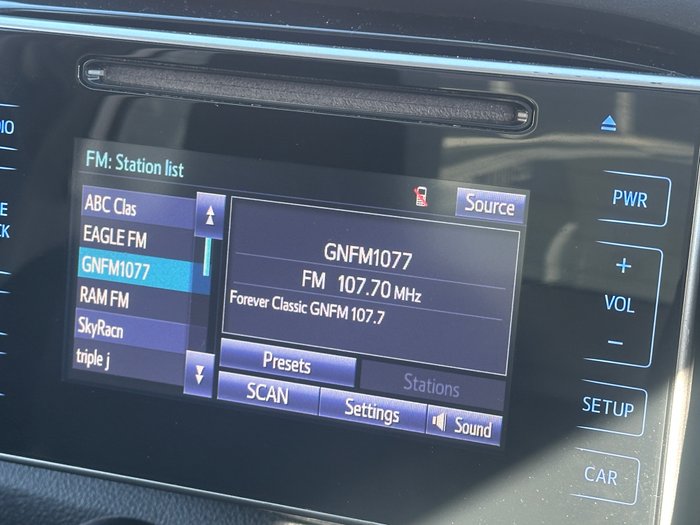 FM: Station list
Source
ABC Clas
EAGLE FM
GNFM1077
RAM FM
SkyRacn
triple j
GNFM1077
FM 107.70 MHz
Forever Classic GNFM 107.7
Presets
Stations
SCAN
Settings
Sound
PWR
+
VOL
-
SETUP
CAR